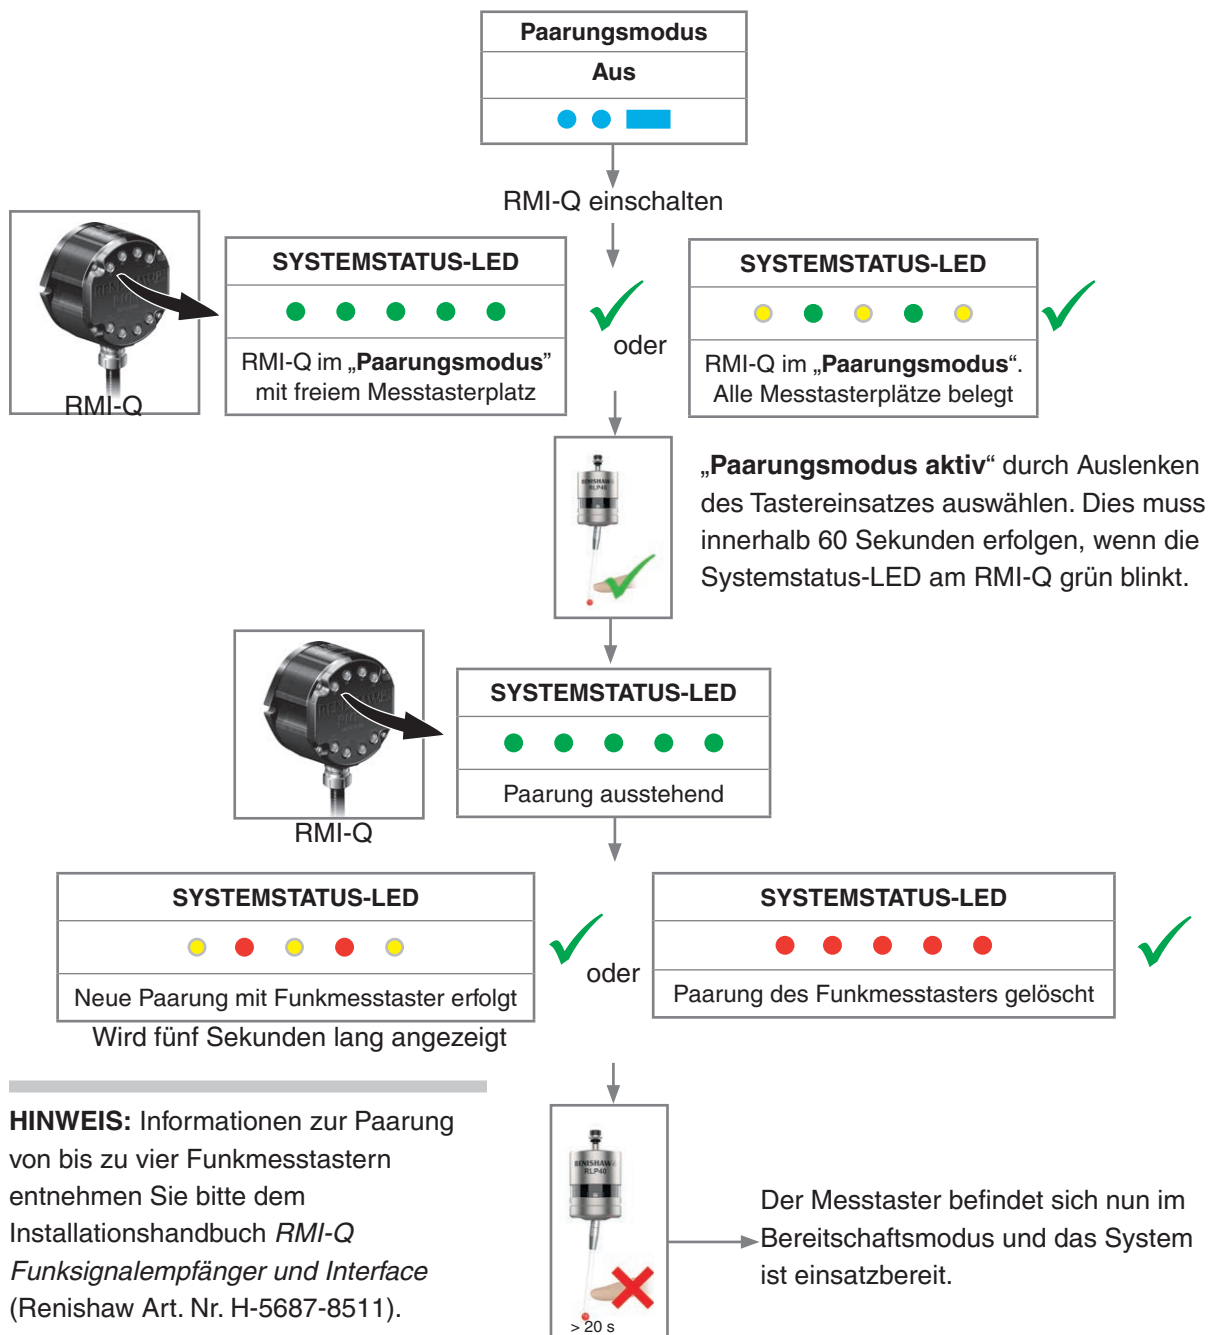 Paarungsmodus
Aus
RMI-Q einschalten
RMI-Q
SYSTEMSTATUS-LED
RMI-Q im „Paarungsmodus”
mit freiem Messtasterplatz
oder
SYSTEMSTATUS-LED
RMI-Q im „Paarungsmodus“.
Alle Messtasterplätze belegt
RENISHAW
RLP40
„Paarungsmodus aktiv“ durch Auslenken
des Tastereinsatzes auswählen. Dies muss
innerhalb 60 Sekunden erfolgen, wenn die
Systemstatus-LED am RMI-Q grün blinkt.
RMI-Q
SYSTEMSTATUS-LED
Paarung ausstehend
SYSTEMSTATUS-LED
Neue Paarung mit Funkmesstaster erfolgt
Wird fünf Sekunden lang angezeigt
oder
SYSTEMSTATUS-LED
Paarung des Funkmesstasters gelöscht
HINWEIS: Informationen zur Paarung
von bis zu vier Funkmesstastern
entnehmen Sie bitte dem
Installationshandbuch RMI-Q
Funksignalempfänger und Interface
(Renishaw Art. Nr. H-5687-8511).
RENISHAW
RLP40
> 20 s
Der Messtaster befindet sich nun im
Bereitschaftsmodus und das System
ist einsatzbereit.